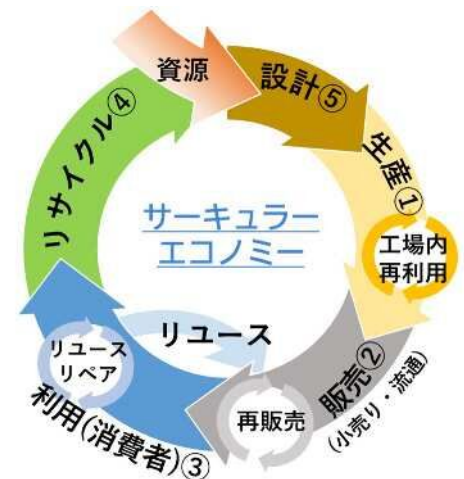 資源
設計⑤
生産①
工場内
再利用
販売②
(小売り・流通)
再販売
利用(消費者)③
リユース
リペア
リユース
リサイクル④
サーキュラー
エコノミー